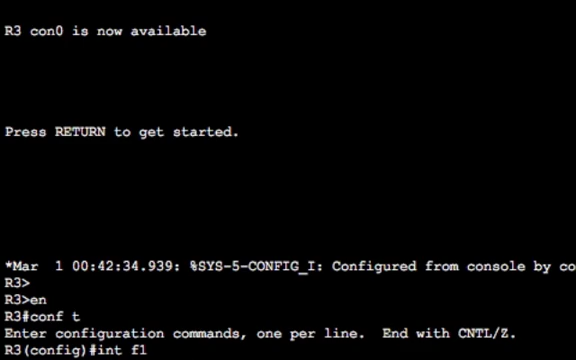 R3 con0 is now available
Press RETURN to get started.
*Mar  1 00:42:34.939: %SYS-5-CONFIG_I: Configured from console by co
R3>
R3>en
R3#conf t
Enter configuration commands, one per line.  End with CNTL/Z.
R3(config)#int f1